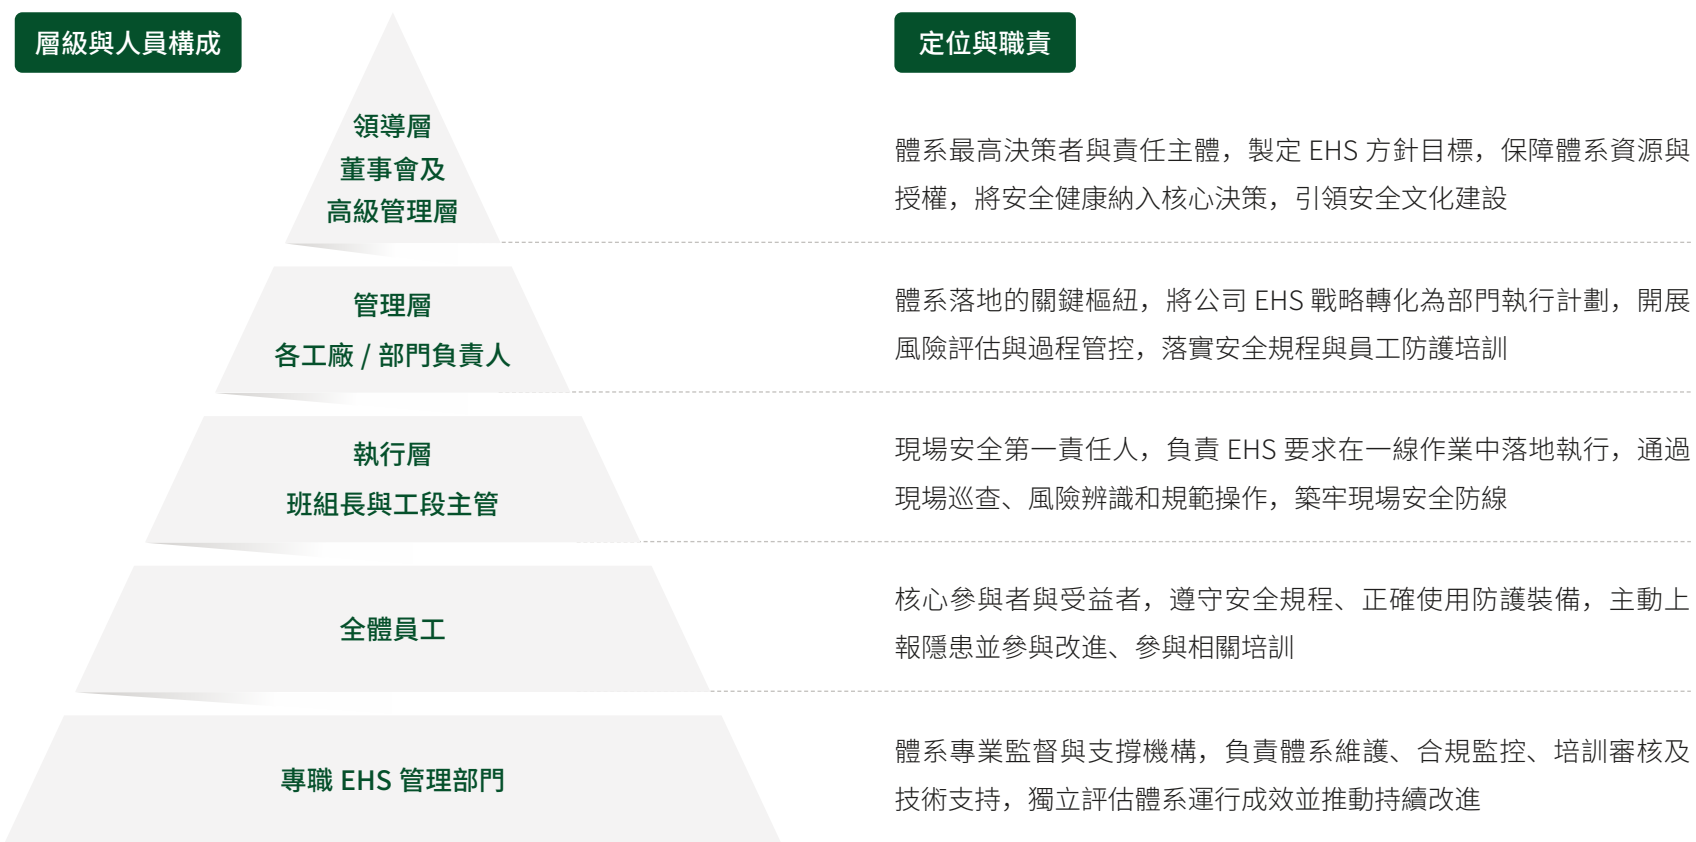 層級與人員構成
定位與職責
領導層
董事會及
高級管理層
體系最高決策者與責任主體，製定 EHS 方針目標，保障體系資源與
授權，將安全健康納入核心決策，引領安全文化建設
管理層
各工廠 / 部門負責人
體系落地的關鍵樞紐，將公司 EHS 戰略轉化為部門執行計劃，開展
風險評估與過程管控，落實安全規程與員工防護培訓
執行層
班組長與工段主管
現場安全第一責任人，負責 EHS 要求在一線作業中落地執行，通過
現場巡查、風險辨識和規範操作，築牢現場安全防線
全體員工
核心參與者與受益者，遵守安全規程、正確使用防護裝備，主動上
報隱患並參與改進、參與相關培訓
專職 EHS 管理部門
體系專業監督與支撐機構，負責體系維護、合規監控、培訓審核及
技術支持，獨立評估體系運行成效並推動持續改進